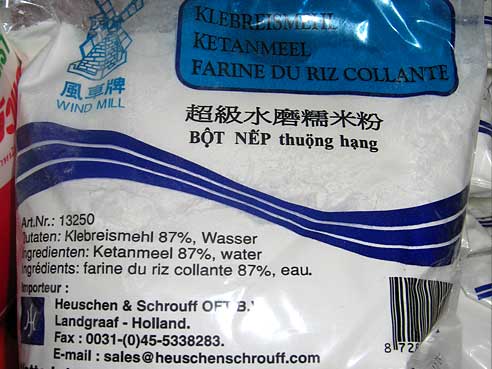 KLEBREISMEHL
KETANMEEL
FARINE DU RIZ COLLANTE
風車牌
WIND MILL
超級水磨糯米粉
BỘT NẾP thuộng hạng
Art.Nr.: 13250
Zutaten: Klebreismehl 87%, Wasser
Ingredienten: Ketanmeel 87%, water
Ingrédients: farine du riz collante 87%, eau.
Importeur :
Heuschen & Schrouff OFT B.V
Landgraaf - Holland.
Fax : 0031-(0)45-5338283.
E-mail : sales@heuschenschrouff.com